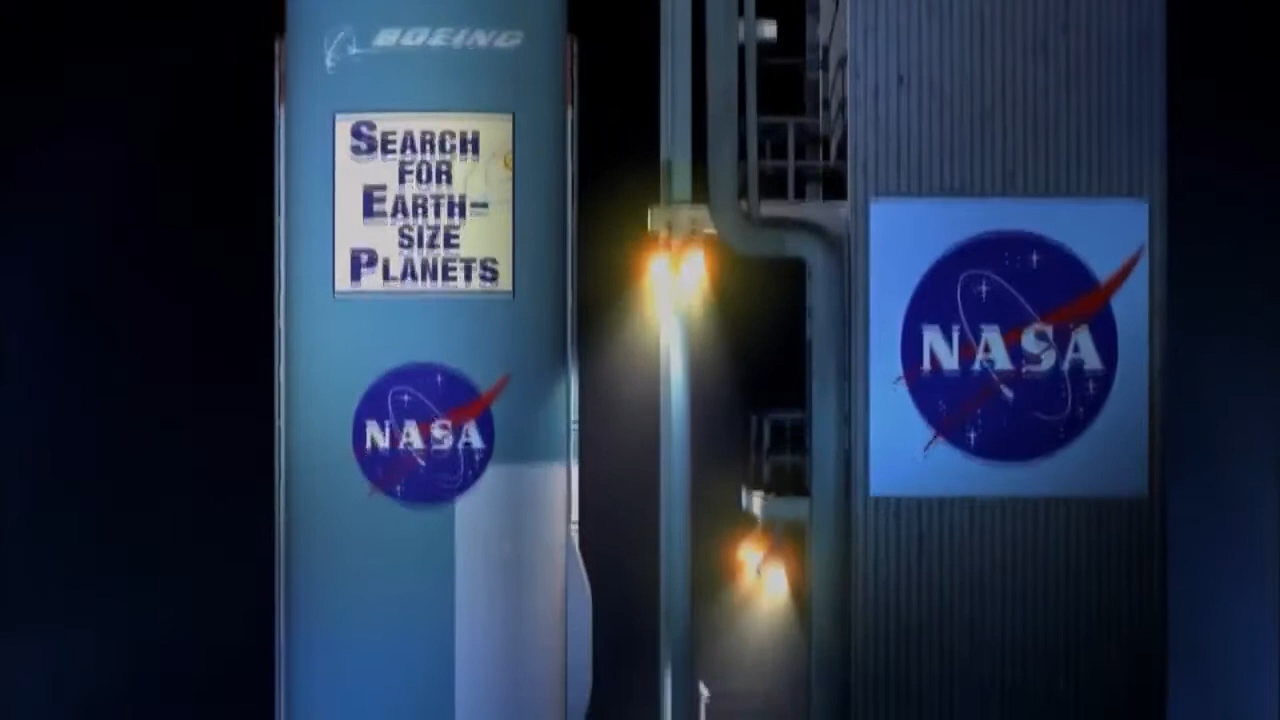 BOEING
SEARCH
FOR
EARTH-
SIZE
PLANETS
NASA
NASA